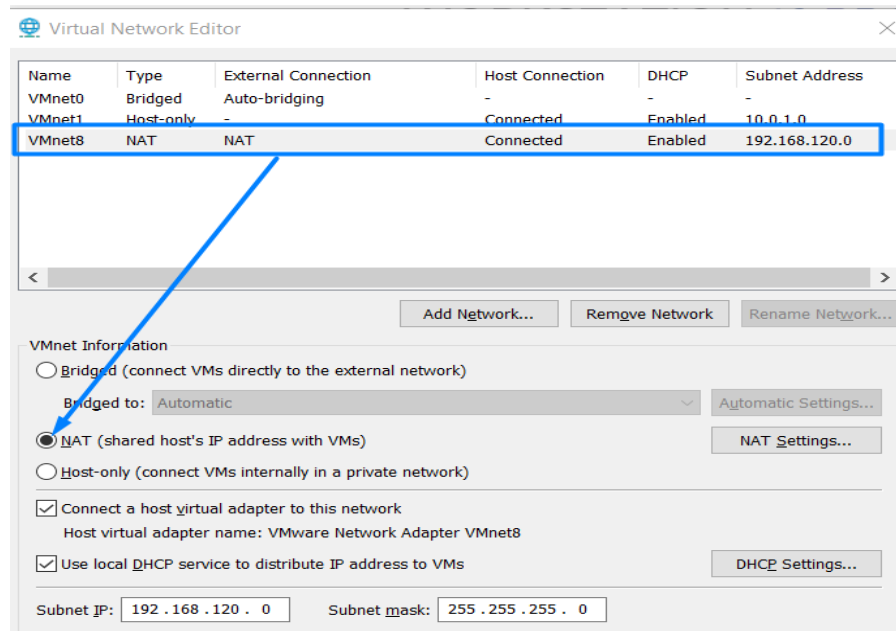 Virtual Network Editor
Name Type External Connection Host Connection DHCP Subnet Address
VMnet0 Bridged Auto-bridging - - -
VMnet1 Host-only - Connected Enabled 10.0.1.0
VMnet8 NAT NAT Connected Enabled 192.168.120.0
Add Network... Remove Network Rename Network...
VMnet Information
Bridged (connect VMs directly to the external network)
Bridged to: Automatic Automatic Settings...
NAT (shared host's IP address with VMs) NAT Settings...
Host-only (connect VMs internally in a private network)
Connect a host virtual adapter to this network
Host virtual adapter name: VMware Network Adapter VMnet8
Use local DHCP service to distribute IP address to VMs DHCP Settings...
Subnet IP: 192 . 168 . 120 . 0 Subnet mask: 255 . 255 . 255 . 0